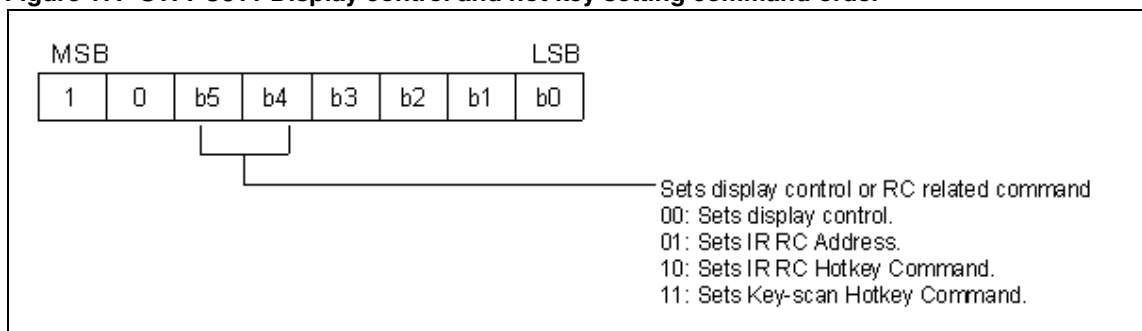 MSB LSB
1 0 b5 b4 b3 b2 b1 b0
Sets display control or RC related command
00: Sets display control.
01: Sets IR RC Address.
10: Sets IR RC Hotkey Command.
11: Sets Key-scan Hotkey Command.